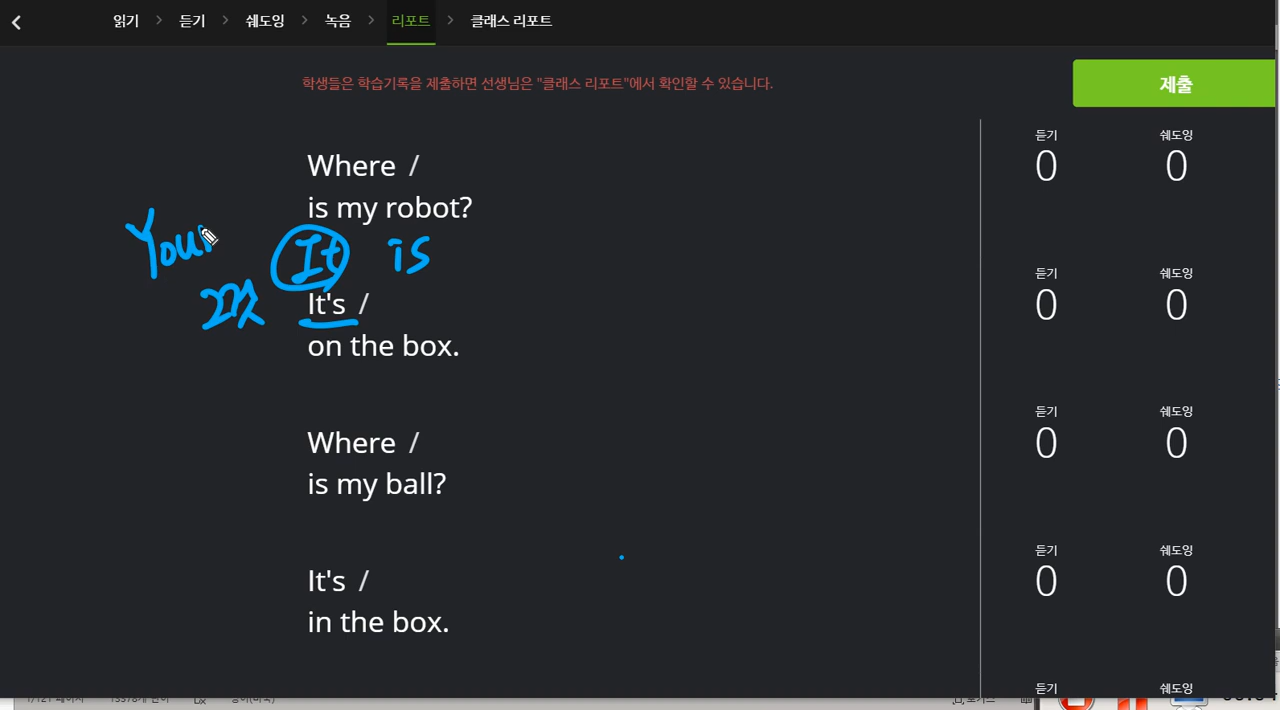 읽기 > 듣기 > 쉐도잉 > 녹음 > 리포트 > 클래스 리포트
학생들은 학습기록을 제출하면 선생님은 "클래스 리포트"에서 확인할 수 있습니다.
제출
듣기 쉐도잉
0 0
Where /
is my robot?
Your
It is
그것
It's /
on the box.
듣기 쉐도잉
0 0
Where /
is my ball?
듣기 쉐도잉
0 0
It's /
in the box.
듣기 쉐도잉
0 0
듣기 쉐도잉